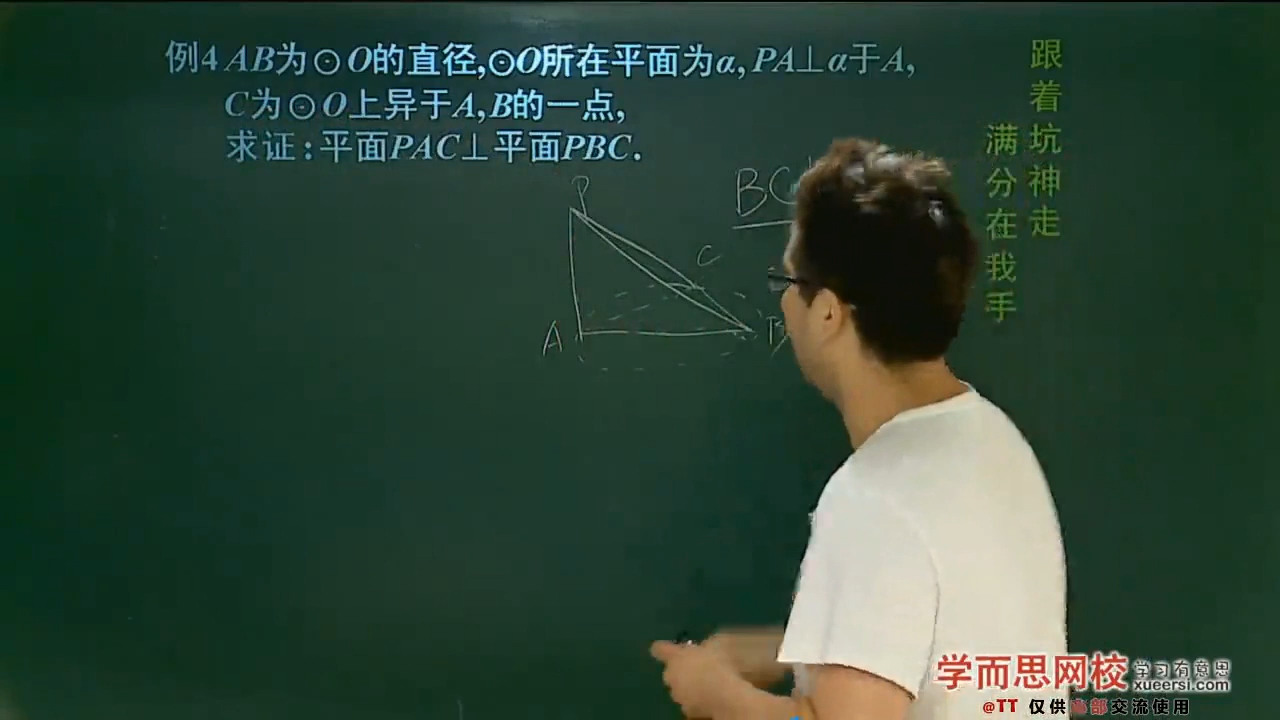 例4 AB为⊙O的直径,⊙O所在平面为α,PA⊥α于A,
C为⊙O上异于A,B的一点,
求证:平面PAC⊥平面PBC.
跟着坑神走
满分在我手
P
BC
C
A
B
学而思网校
学习有意思
xueersi.com
@TT 仅供内部交流使用